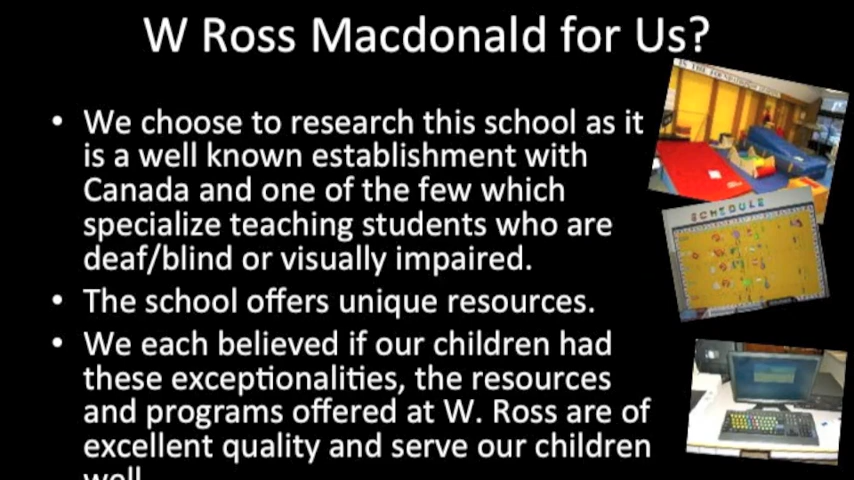 W Ross Macdonald for Us?
• We choose to research this school as it
is a well known establishment with
Canada and one of the few which
specialize teaching students who are
deaf/blind or visually impaired.
• The school offers unique resources.
• We each believed if our children had
these exceptionalities, the resources
and programs offered at W. Ross are of
excellent quality and serve our children
well
SCHEDULE